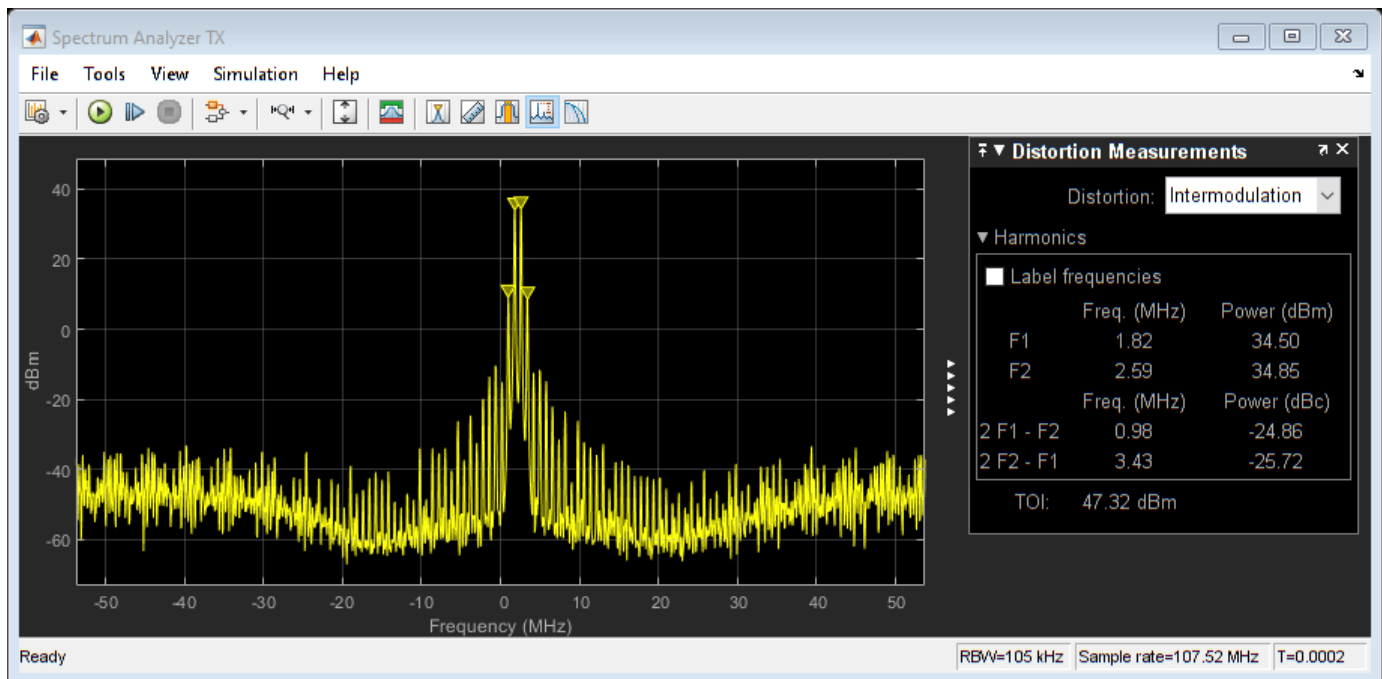 Spectrum Analyzer TX
File Tools View Simulation Help
Distortion Measurements
Distortion: Intermodulation
Harmonics
Label frequencies
Freq. (MHz) Power (dBm)
F1 1.82 34.50
F2 2.59 34.85
Freq. (MHz) Power (dBc)
2 F1 - F2 0.98 -24.86
2 F2 - F1 3.43 -25.72
TOI: 47.32 dBm
40
20
0
-20
-40
-60
dBm
-50 -40 -30 -20 -10 0 10 20 30 40 50
Frequency (MHz)
Ready RBW=105 kHz Sample rate=107.52 MHz T=0.0002